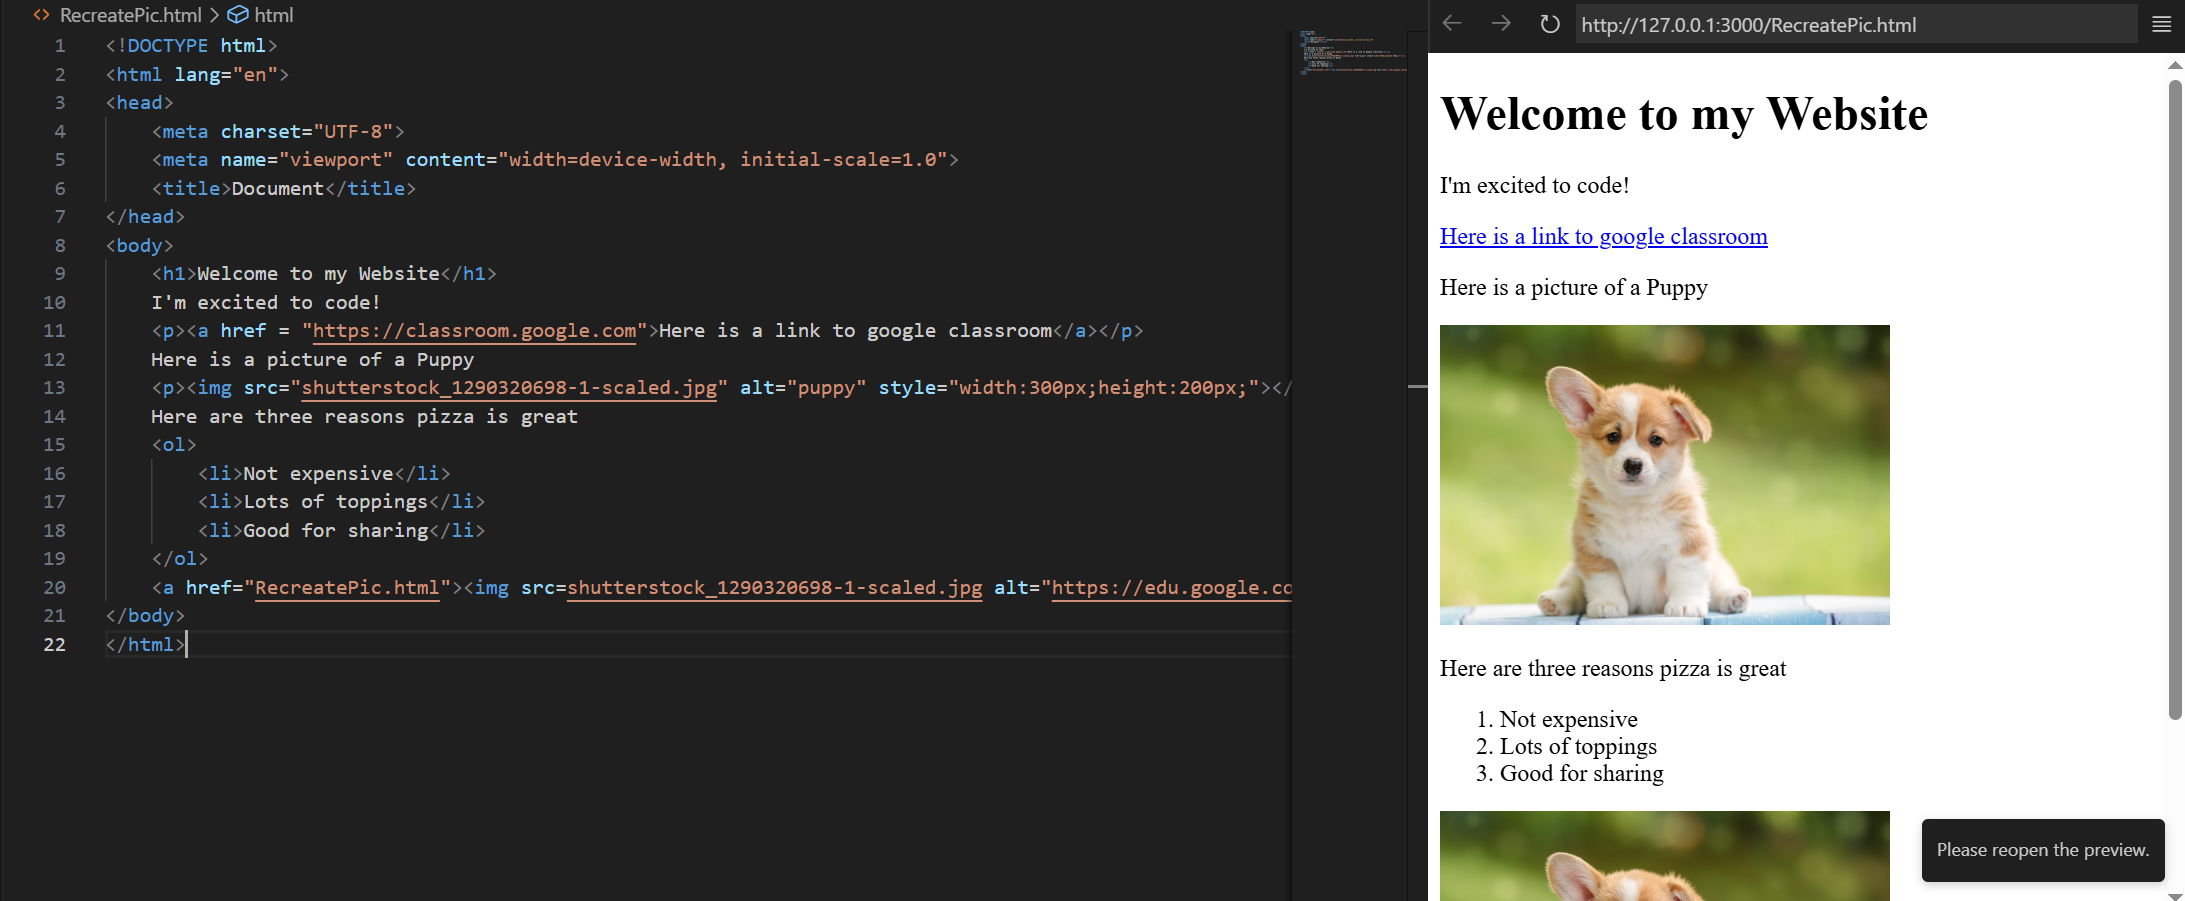 RecreatePic.html > html
1 <!DOCTYPE html>
2 <html lang="en">
3 <head>
4 <meta charset="UTF-8">
5 <meta name="viewport" content="width=device-width, initial-scale=1.0">
6 <title>Document</title>
7 </head>
8 <body>
9 <h1>Welcome to my Website</h1>
10 I'm excited to code!
11 <p><a href = "https://classroom.google.com">Here is a link to google classroom</a></p>
12 Here is a picture of a Puppy
13 <p><img src="shutterstock_1290320698-1-scaled.jpg" alt="puppy" style="width:300px;height:200px;"></
14 Here are three reasons pizza is great
15 <ol>
16 <li>Not expensive</li>
17 <li>Lots of toppings</li>
18 <li>Good for sharing</li>
19 </ol>
20 <a href="RecreatePic.html"><img src=shutterstock_1290320698-1-scaled.jpg alt="https://edu.google.co
21 </body>
22 </html>
http://127.0.0.1:3000/RecreatePic.html
Welcome to my Website
I'm excited to code!
Here is a link to google classroom
Here is a picture of a Puppy
Here are three reasons pizza is great
1. Not expensive
2. Lots of toppings
3. Good for sharing
Please reopen the preview.